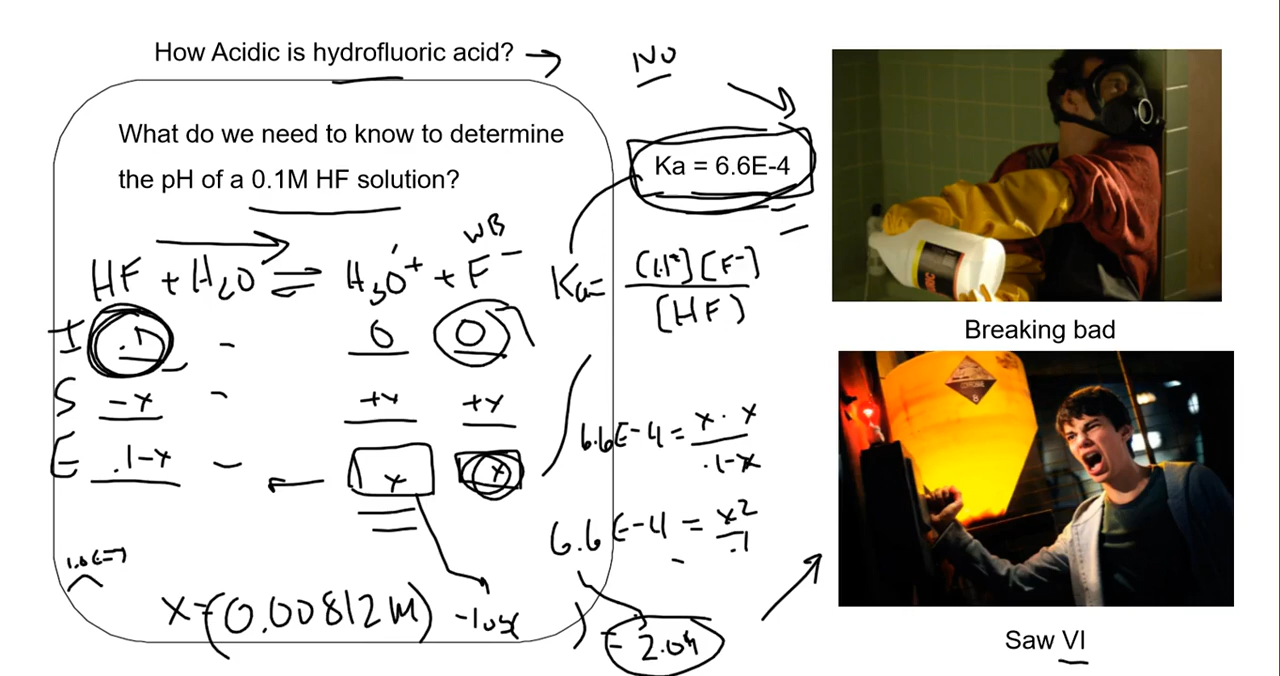 How Acidic is hydrofluoric acid? →
NO
What do we need to know to determine
the pH of a 0.1M HF solution?
Ka = 6.6E-4
WB
HF + H₂O ⇌ H₃O⁺ + F⁻
I .1 - 0 0
S -x - +x +x
E .1-x - x x
Ka=
[F⁻]
[HF]
6.6E-4 = x · x
.1-x
6.6E-4 = x²
.1
x=(0.00812M) -log(
) = 2.09
Breaking bad
Saw VI